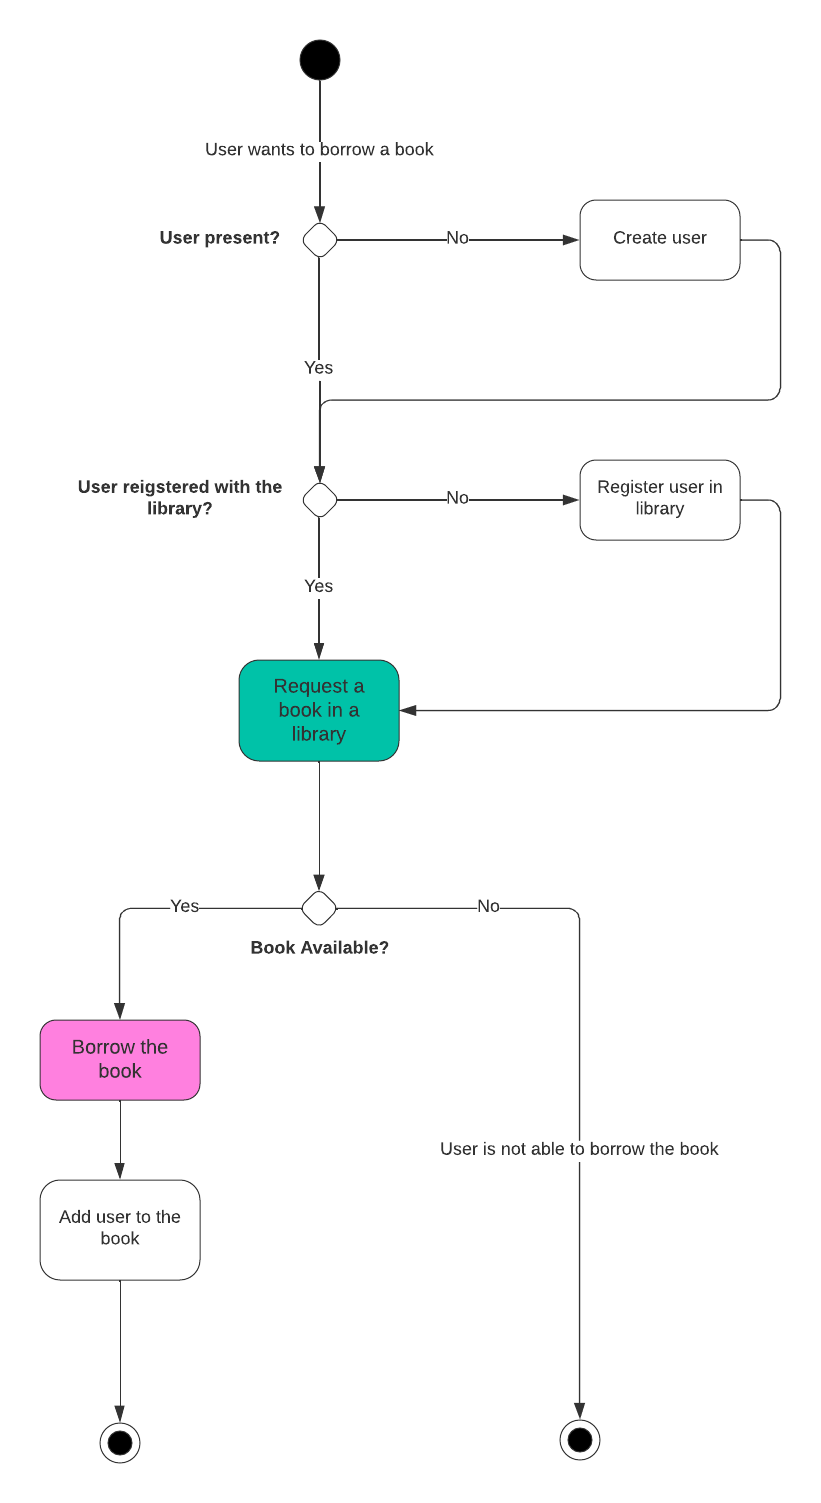 User wants to borrow a book
User present?
No
Create user
Yes
User reigstered with the
library?
No
Register user in
library
Yes
Request a
book in a
library
Yes
No
Book Available?
Borrow the
book
User is not able to borrow the book
Add user to the
book